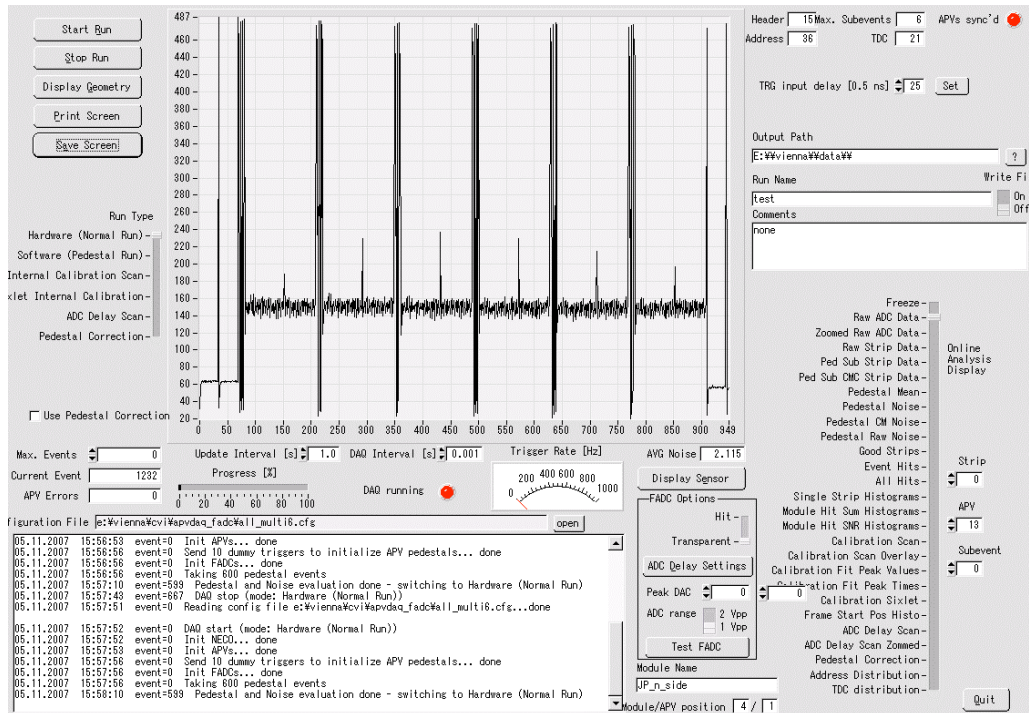 Start Run
Stop Run
Display Geometry
Print Screen
Save Screen
Run Type
Hardware (Normal Run)
Software (Pedestal Run)
Internal Calibration Scan
xlet Internal Calibration
ADC Delay Scan
Pedestal Correction
Use Pedestal Correction
Max. Events 0
Current Event 1232
APV Errors 0
487
460
440
420
400
380
360
340
320
300
280
260
240
220
200
180
160
140
120
100
80
60
40
20
0 50 100 150 200 250 300 350 400 450 500 550 600 650 700 750 800 850 900 949
Update Interval [s] 1.0 DAQ Interval [s] 0.001 Trigger Rate [Hz] AVG Noise 2.115
Progress [%]
0 20 40 60 80 100
DAQ running
0 200 400 600 800 1000
Header 15 Max. Subevents 6 APVs sync'd
Address 36 TDC 21
TRG input delay [0.5 ns] 25 Set
Output Path
E:¥¥vienna¥¥data¥¥ ?
Run Name Write Fi
test On
Off
Comments
none
Freeze
Raw ADC Data
Zoomed Raw ADC Data
Raw Strip Data
Ped Sub Strip Data
Ped Sub CMC Strip Data
Pedestal Mean
Pedestal Noise
Pedestal CM Noise
Pedestal Raw Noise
Good Strips
Event Hits
All Hits
Single Strip Histograms
Module Hit Sum Histograms
Module Hit SNR Histograms
Calibration Scan
Calibration Scan Overlay
Calibration Fit Peak Values
Calibration Fit Peak Times
Calibration Sixlet
Frame Start Pos Histo
ADC Delay Scan
ADC Delay Scan Zommed
Pedestal Correction
Address Distribution
TDC distribution
Online
Analysis
Display
Strip
0
APV
13
Subevent
0
Display Sensor
FADC Options
Hit
Transparent
ADC Delay Settings
Peak DAC 0 0
ADC range 2 Vpp
1 Vpp
Test FADC
Module Name
JP_n_side
Module/APV position 4 / 1
Quit
figuration File e:¥vienna¥cvi¥apvdaq_fadc¥all_multi6.cfg open
05.11.2007 15:56:53 event=0 Init APVs... done
05.11.2007 15:56:56 event=0 Send 10 dummy triggers to initialize APV pedestals... done
05.11.2007 15:56:56 event=0 Init FADCs... done
05.11.2007 15:56:56 event=0 Taking 600 pedestal events
05.11.2007 15:57:10 event=599 Pedestal and Noise evaluation done - switching to Hardware (Normal Run)
05.11.2007 15:57:43 event=667 DAQ stop (mode: Hardware (Normal Run))
05.11.2007 15:57:51 event=0 Reading config file e:¥vienna¥cvi¥apvdaq_fadc¥all_multi6.cfg...done
05.11.2007 15:57:52 event=0 DAQ start (mode: Hardware (Normal Run))
05.11.2007 15:57:52 event=0 Init NECO... done
05.11.2007 15:57:53 event=0 Init APVs... done
05.11.2007 15:57:56 event=0 Send 10 dummy triggers to initialize APV pedestals... done
05.11.2007 15:57:56 event=0 Init FADCs... done
05.11.2007 15:57:56 event=0 Taking 600 pedestal events
05.11.2007 15:58:10 event=599 Pedestal and Noise evaluation done - switching to Hardware (Normal Run)